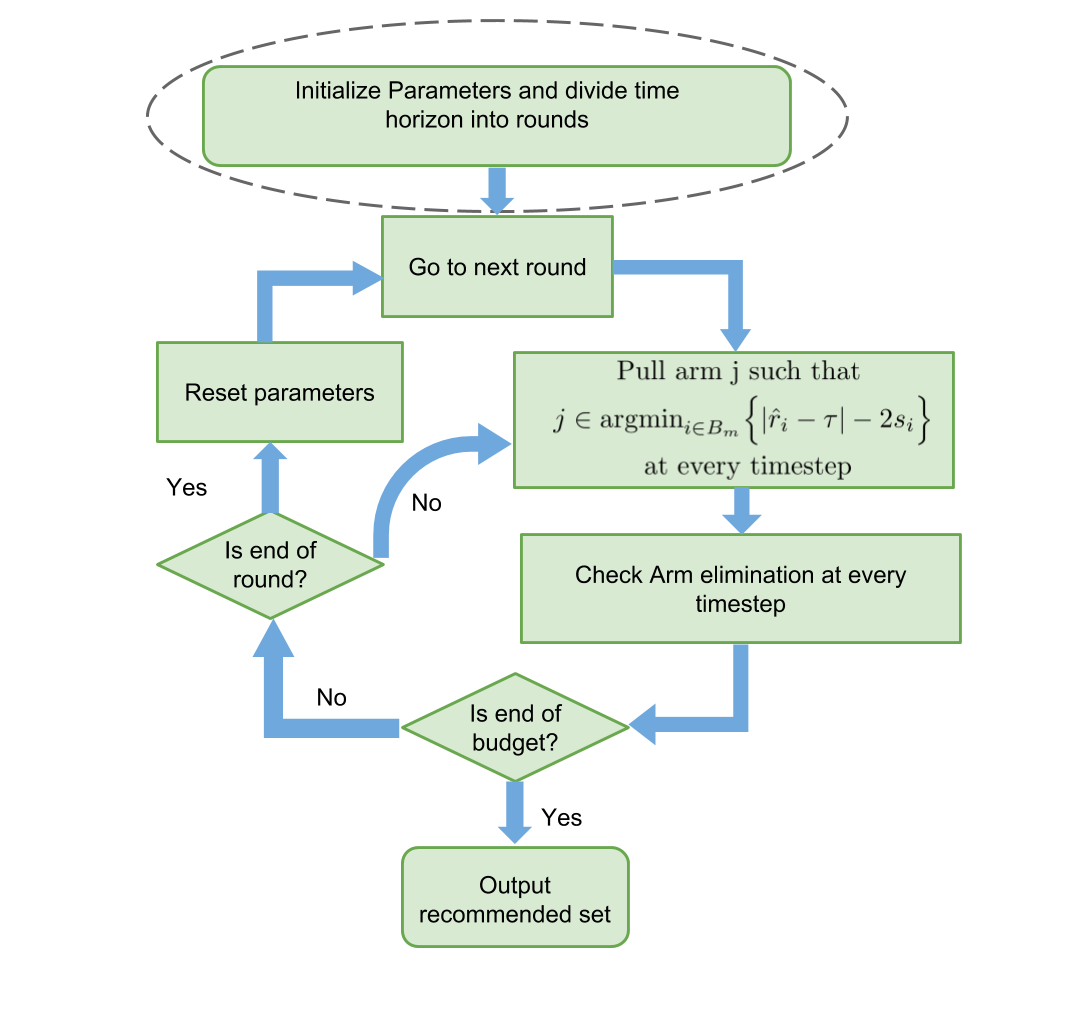 Initialize Parameters and divide time
horizon into rounds
Go to next round
Pull arm j such that
$j \in \mathrm{argmin}_{i \in B_m} \left\{ |\hat{r}_i - \tau| - 2s_i \right\}$
at every timestep
Reset parameters
Yes
No
Is end of
round?
Check Arm elimination at every
timestep
No
Is end of
budget?
Yes
Output
recommended set